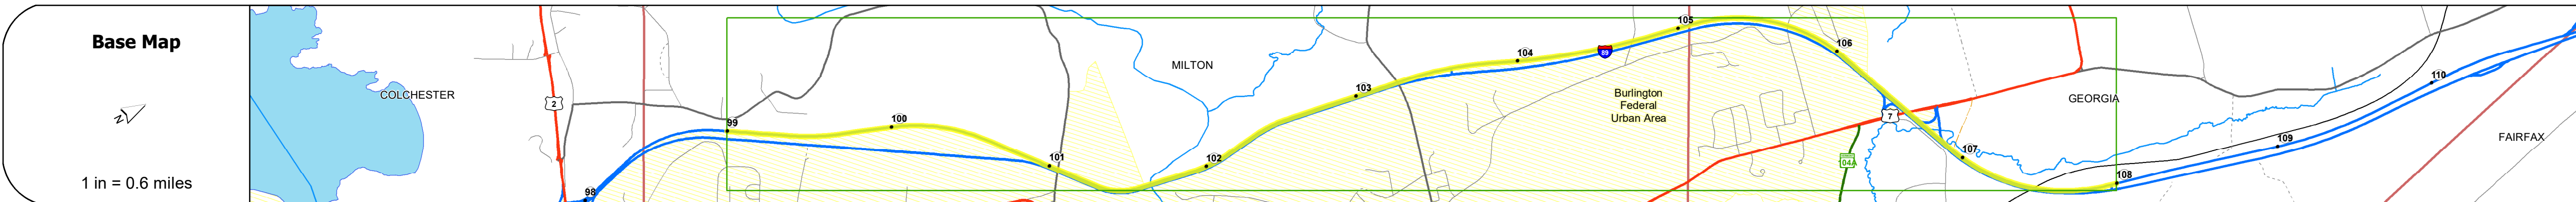 Base Map
N
1 in = 0.6 miles
COLCHESTER
2
98
99
100
101
MILTON
102
103
104
89
105
Burlington
Federal
Urban Area
106
7
104A
107
GEORGIA
108
109
110
FAIRFAX